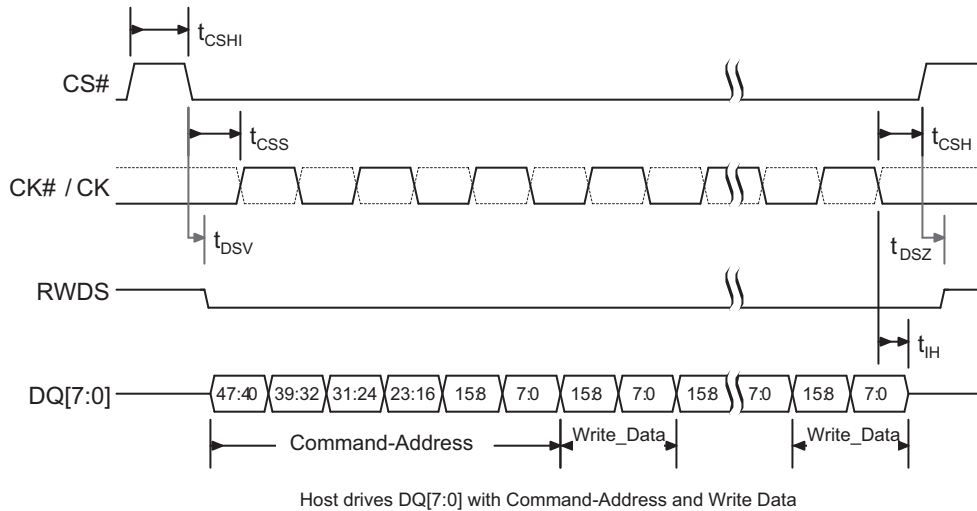 tCSHI
CS#
tCSS
tCSH
CK# / CK
tDSV
tDSZ
RWDS
tIH
DQ[7:0]
47:40 39:32 31:24 23:16 15:8 7:0 15:8 7:0 15:8 7:0 15:8 7:0
Command-Address Write_Data Write_Data
Host drives DQ[7:0] with Command-Address and Write Data